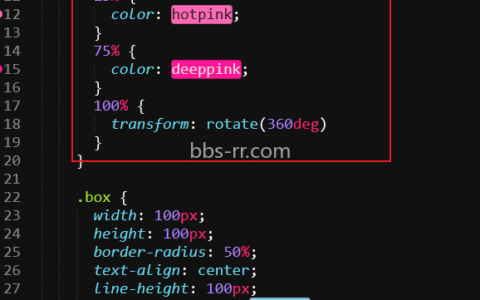 12 color: hotpink;
13 }
14 75% {
15 color: deeppink;
16 }
17 100% {
18 transform: rotate(360deg)
19 }
20 }
bbs-rr.com
21
22 .box {
23 width: 100px;
24 height: 100px;
25 border-radius: 50%;
26 text-align: center;
27 line-height: 100px;